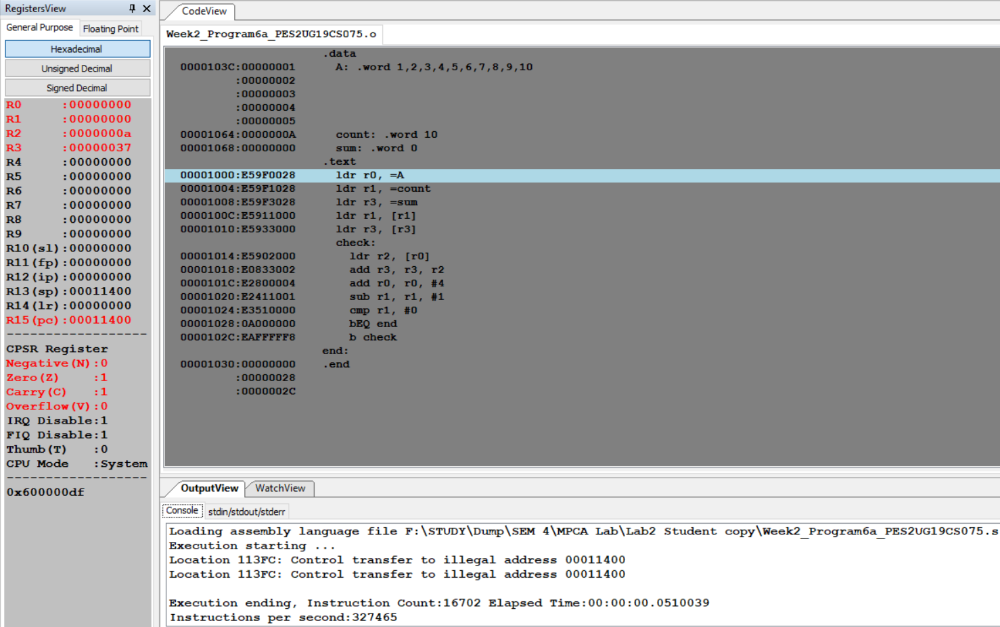 RegistersView
General Purpose
Floating Point
Hexadecimal
Unsigned Decimal
Signed Decimal
R0 :00000000
R1 :00000000
R2 :0000000a
R3 :00000037
R4 :00000000
R5 :00000000
R6 :00000000
R7 :00000000
R8 :00000000
R9 :00000000
R10(sl):00000000
R11(fp):00000000
R12(ip):00000000
R13(sp):00011400
R14(lr):00000000
R15(pc):00011400
-------------------
CPSR Register
Negative(N):0
Zero(Z) :1
Carry(C) :1
Overflow(V):0
IRQ Disable:1
FIQ Disable:1
Thumb(T) :0
CPU Mode :System
-------------------
0x600000df
CodeView
Week2_Program6a_PES2UG19CS075.o
.data
0000103C:00000001 A: .word 1,2,3,4,5,6,7,8,9,10
:00000002
:00000003
:00000004
:00000005
00001064:0000000A count: .word 10
00001068:00000000 sum: .word 0
.text
00001000:E59F0028 ldr r0, =A
00001004:E59F1028 ldr r1, =count
00001008:E59F3028 ldr r3, =sum
0000100C:E5911000 ldr r1, [r1]
00001010:E5933000 ldr r3, [r3]
check:
00001014:E5902000 ldr r2, [r0]
00001018:E0833002 add r3, r3, r2
0000101C:E2800004 add r0, r0, #4
00001020:E2411001 sub r1, r1, #1
00001024:E3510000 cmp r1, #0
00001028:0A000000 bEQ end
0000102C:EAFFFFF8 b check
end:
00001030:00000000 .end
:00000028
:0000002C
OutputView
WatchView
Console
stdin/stdout/stderr
Loading assembly language file F:\STUDY\Dump\SEM 4\MPCA Lab\Lab2 Student copy\Week2_Program6a_PES2UG19CS075.s
Execution starting ...
Location 113FC: Control transfer to illegal address 00011400
Location 113FC: Control transfer to illegal address 00011400
Execution ending, Instruction Count:16702 Elapsed Time:00:00:00.0510039
Instructions per second:327465